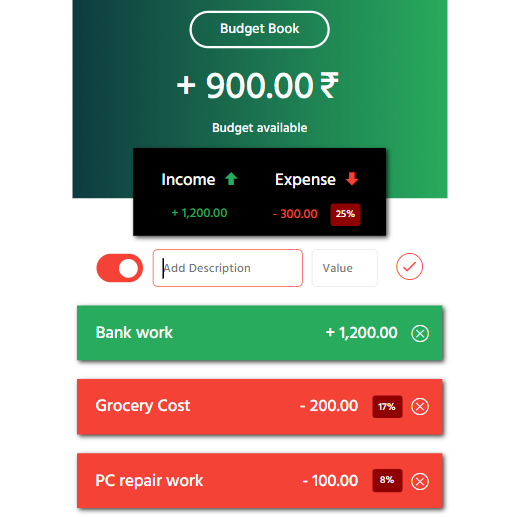 Budget Book
+ 900.00 ₹
Budget available
Income Expense
+ 1,200.00 - 300.00 25%
Add Description Value
Bank work + 1,200.00
Grocery Cost - 200.00 17%
PC repair work - 100.00 8%